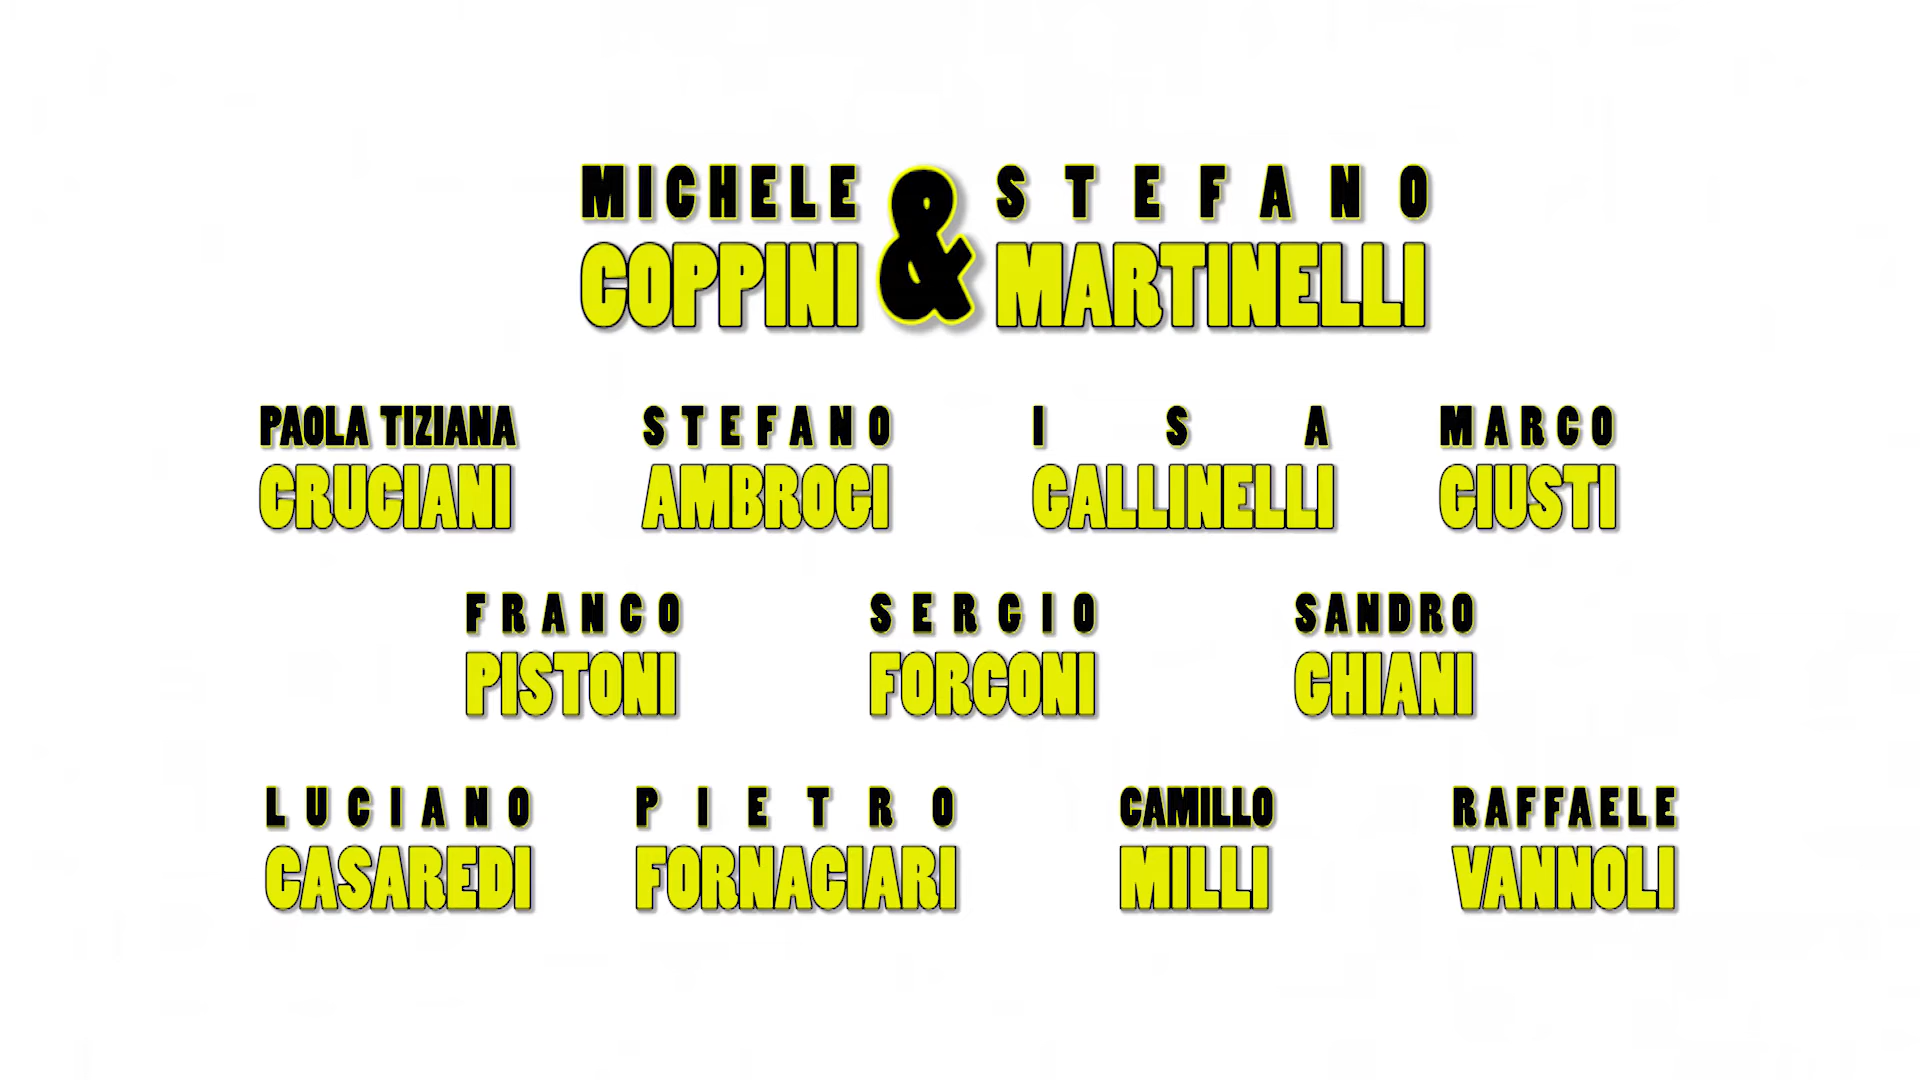 MICHELE & STEFANO
COPPINI MARTINELLI
PAOLA TIZIANA STEFANO ISA MARCO
CRUCIANI AMBROGI GALLINELLI GIUSTI
FRANCO SERGIO SANDRO
PISTONI FORCONI GHIANI
LUCIANO PIETRO CAMILLO RAFFAELE
CASAREDI FORNACIARI MILLI VANNOLI